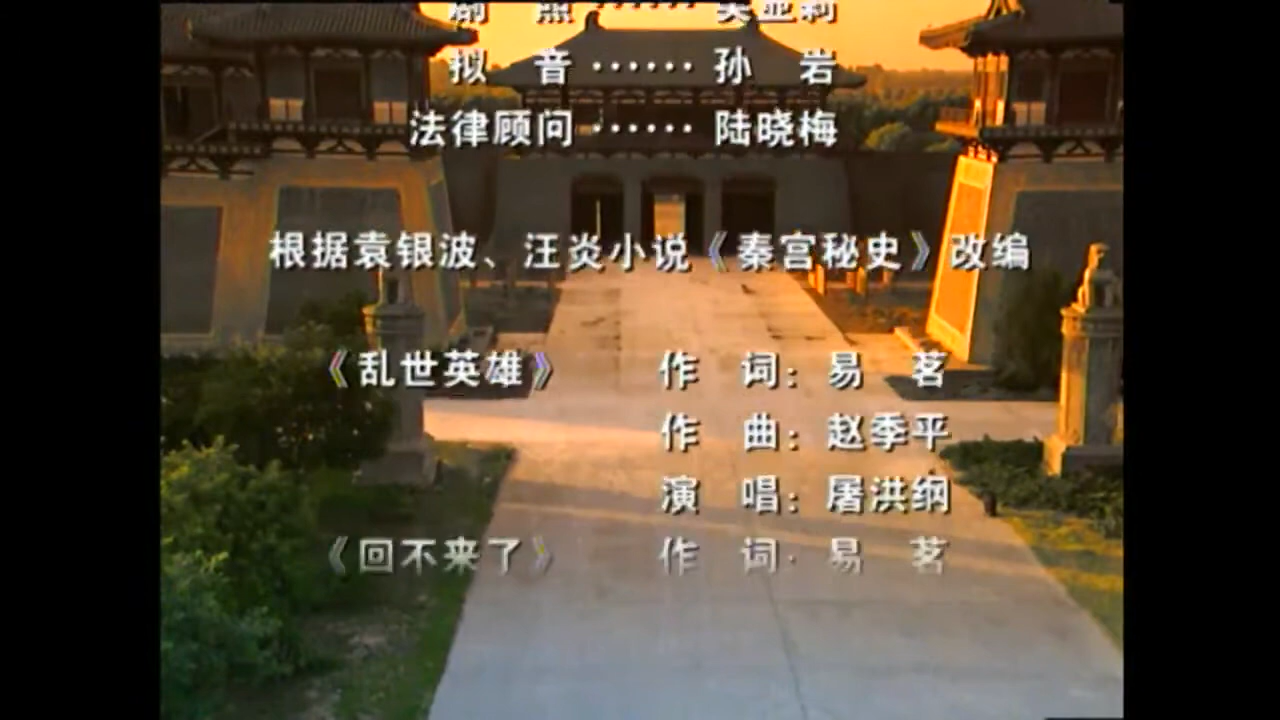 剧 照 ······
拟 音 ······ 孙 岩
法律顾问 ······ 陆晓梅
根据袁银波、汪炎小说《秦宫秘史》改编
《乱世英雄》 作 词：易 茗
作 曲：赵季平
演 唱：屠洪纲
《回不来了》 作 词：易 茗